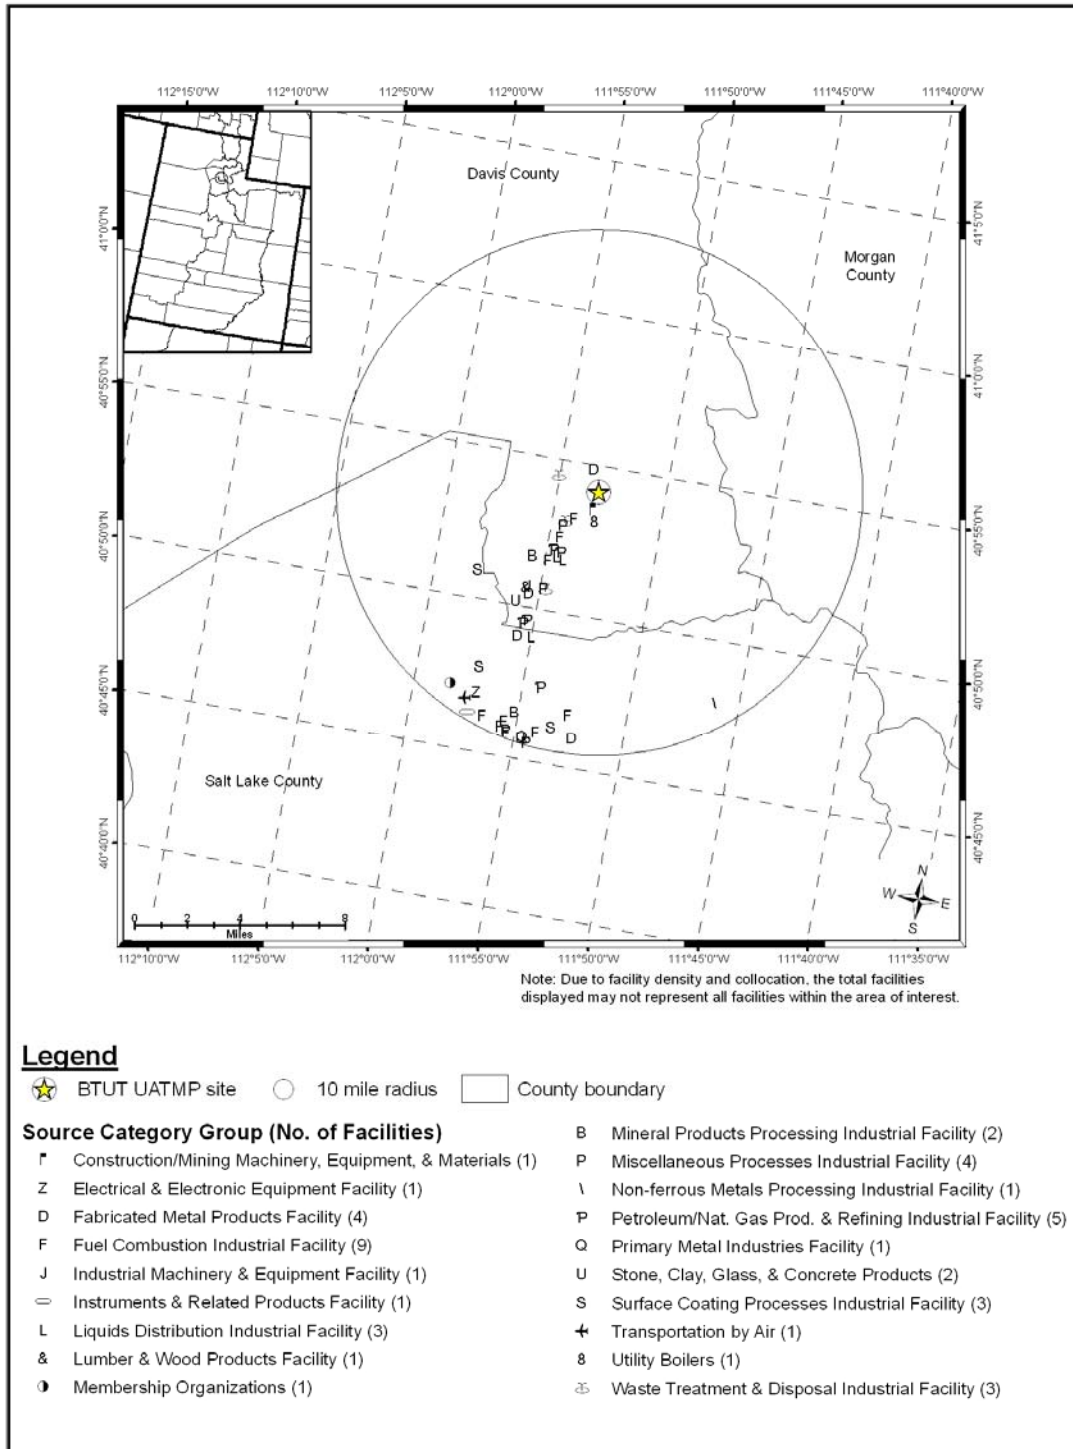 112°15'0"W 112°10'0"W 112°5'0"W 112°0'0"W 111°55'0"W 111°50'0"W 111°45'0"W 111°40'0"W
Davis County
Morgan
County
41°0'0"N
41°5'0"N
40°55'0"N
41°0'0"N
D
8
F
P
F
B
P
P
F
L
L
S
&
J
D
P
U
P
P
D
L
S
P
Z
F
B
F
F
F
F
F
S
D
Q
P
\
40°50'0"N
40°55'0"N
40°45'0"N
40°50'0"N
40°40'0"N
40°45'0"N
Salt Lake County
N
W E
S
0 2 4 8
Miles
112°10'0"W 112°5'0"W 112°0'0"W 111°55'0"W 111°50'0"W 111°45'0"W 111°40'0"W 111°35'0"W
Note: Due to facility density and collocation, the total facilities
displayed may not represent all facilities within the area of interest.
Legend
BTUT UATMP site 10 mile radius County boundary
Source Category Group (No. of Facilities)
Construction/Mining Machinery, Equipment, & Materials (1)
Z Electrical & Electronic Equipment Facility (1)
D Fabricated Metal Products Facility (4)
F Fuel Combustion Industrial Facility (9)
J Industrial Machinery & Equipment Facility (1)
Instruments & Related Products Facility (1)
L Liquids Distribution Industrial Facility (3)
& Lumber & Wood Products Facility (1)
Membership Organizations (1)
B Mineral Products Processing Industrial Facility (2)
P Miscellaneous Processes Industrial Facility (4)
\ Non-ferrous Metals Processing Industrial Facility (1)
P Petroleum/Nat. Gas Prod. & Refining Industrial Facility (5)
Q Primary Metal Industries Facility (1)
U Stone, Clay, Glass, & Concrete Products (2)
S Surface Coating Processes Industrial Facility (3)
Transportation by Air (1)
8 Utility Boilers (1)
Waste Treatment & Disposal Industrial Facility (3)